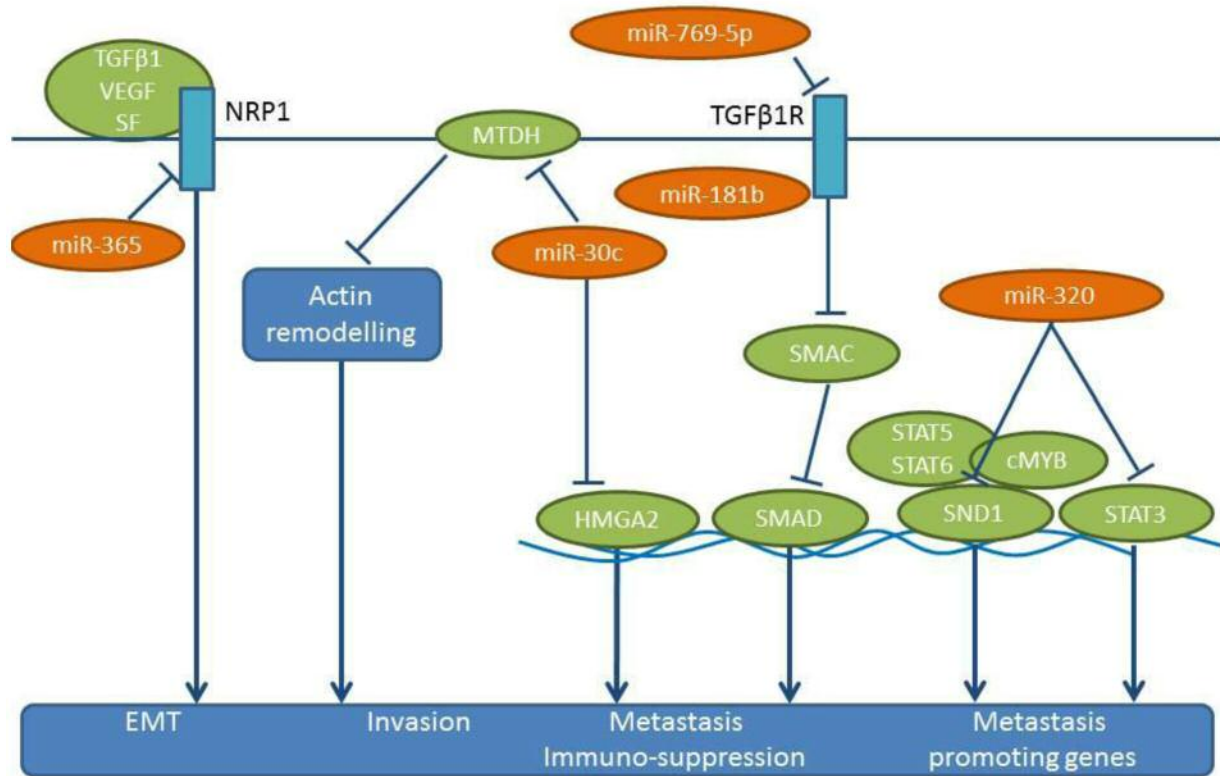 miR-769-5p
TGFβ1
VEGF
SF
NRP1
TGFβ1R
MTDH
miR-181b
miR-365
miR-30c
miR-320
Actin
remodelling
SMAC
STAT5
STAT6
cMYB
HMGA2
SMAD
SND1
STAT3
EMT
Invasion
Metastasis
Immuno-suppression
Metastasis
promoting genes